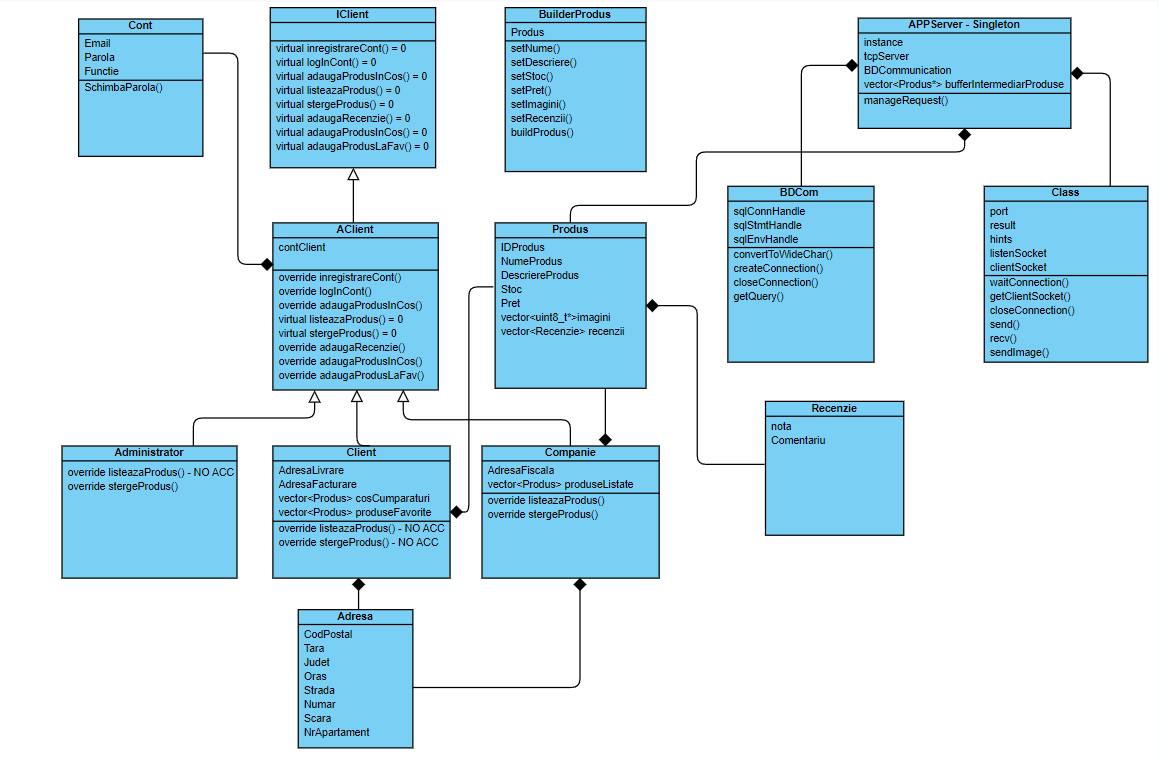 Cont
Email
Parola
Functie
SchimbaParola()
IClient
virtual inregistrareCont() = 0
virtual logInCont() = 0
virtual adaugaProdusInCos() = 0
virtual listeazaProdus() = 0
virtual stergeProdus() = 0
virtual adaugaRecenzie() = 0
virtual adaugaProdusInCos() = 0
virtual adaugaProdusLaFav() = 0
BuilderProdus
Produs
setNume()
setDescriere()
setStoc()
setPret()
setImagini()
setRecenzii()
buildProdus()
APPServer - Singleton
instance
tcpServer
BDCommunication
vector<Produs*> bufferIntermediarProduse
manageRequest()
AClient
contClient
override inregistrareCont()
override logInCont()
override adaugaProdusInCos()
virtual listeazaProdus() = 0
virtual stergeProdus() = 0
override adaugaRecenzie()
override adaugaProdusInCos()
override adaugaProdusLaFav()
Produs
IDProdus
NumeProdus
DescriereProdus
Stoc
Pret
vector<uint8_t*>imagini
vector<Recenzie> recenzii
BDCom
sqlConnHandle
sqlStmtHandle
sqlEnvHandle
convertToWideChar()
createConnection()
closeConnection()
getQuery()
Class
port
result
hints
listenSocket
clientSocket
waitConnection()
getClientSocket()
closeConnection()
send()
recv()
sendImage()
Recenzie
nota
Comentariu
Administrator
override listeazaProdus() - NO ACC
override stergeProdus()
Client
AdresaLivrare
AdresaFacturare
vector<Produs> cosCumparaturi
vector<Produs> produseFavorite
override listeazaProdus() - NO ACC
override stergeProdus() - NO ACC
Companie
AdresaFiscala
vector<Produs> produseListate
override listeazaProdus()
override stergeProdus()
Adresa
CodPostal
Tara
Judet
Oras
Strada
Numar
Scara
NrApartament